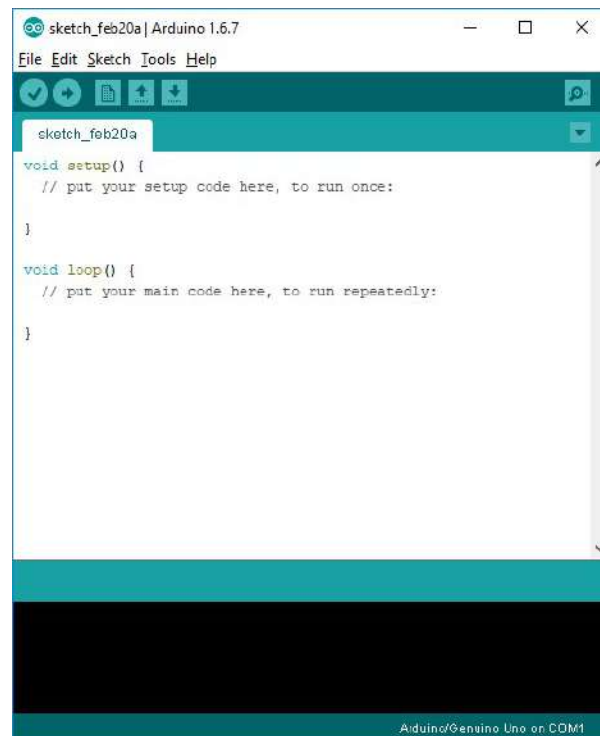 sketch_feb20a | Arduino 1.6.7
File Edit Sketch Tools Help
sketch_feb20a
void setup() {
// put your setup code here, to run once:
}
void loop() {
// put your main code here, to run repeatedly:
}
Arduino/Genuino Uno on COM1